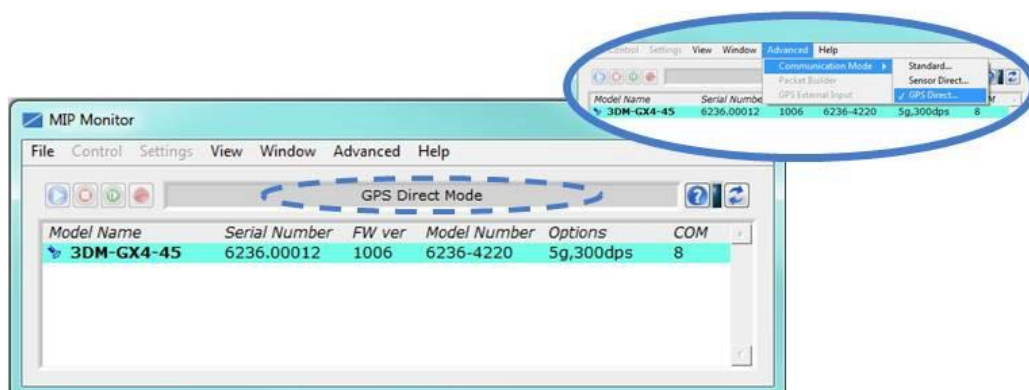 Control Settings View Window Advanced Help
Communication Mode Standard...
Packet Builder Sensor Direct...
GPS External Input ✓ GPS Direct...
Model Name Serial Numbe
3DM-GX4-45 6236.00012 1006 6236-4220 5g,300dps 8
MIP Monitor
File Control Settings View Window Advanced Help
GPS Direct Mode
Model Name Serial Number FW ver Model Number Options COM
3DM-GX4-45 6236.00012 1006 6236-4220 5g,300dps 8